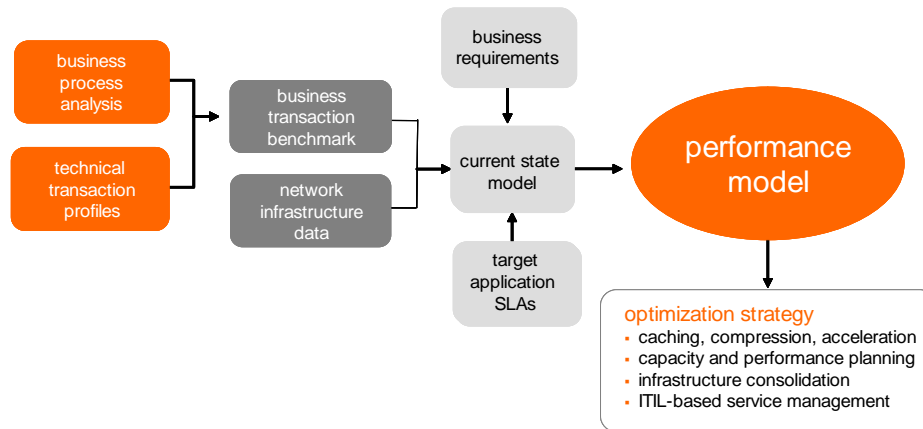 business
process
analysis
technical
transaction
profiles
business
transaction
benchmark
network
infrastructure
data
business
requirements
current state
model
target
application
SLAs
performance
model
optimization strategy
▪ caching, compression, acceleration
▪ capacity and performance planning
▪ infrastructure consolidation
▪ ITIL-based service management